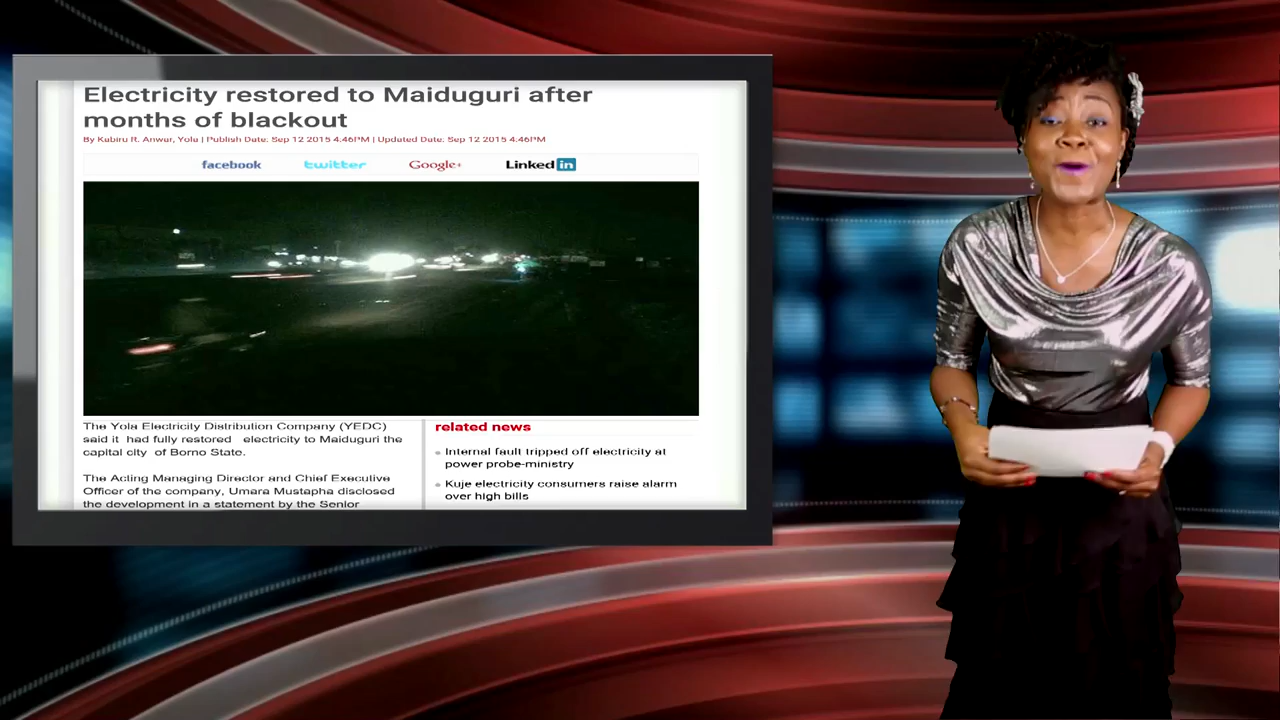 Electricity restored to Maiduguri after
months of blackout
By Kabiru R. Anwar, Yola | Publish Date: Sep 12 2015 4:46PM | Updated Date: Sep 12 2015 4:46PM
facebook twitter Google+ Linked in
The Yola Electricity Distribution Company (YEDC)
said it had fully restored electricity to Maiduguri the
capital city of Borno State.
The Acting Managing Director and Chief Executive
Officer of the company, Umara Mustapha disclosed
the development in a statement by the Senior
related news
Internal fault tripped off electricity at
power probe-ministry
Kuje electricity consumers raise alarm
over high bills